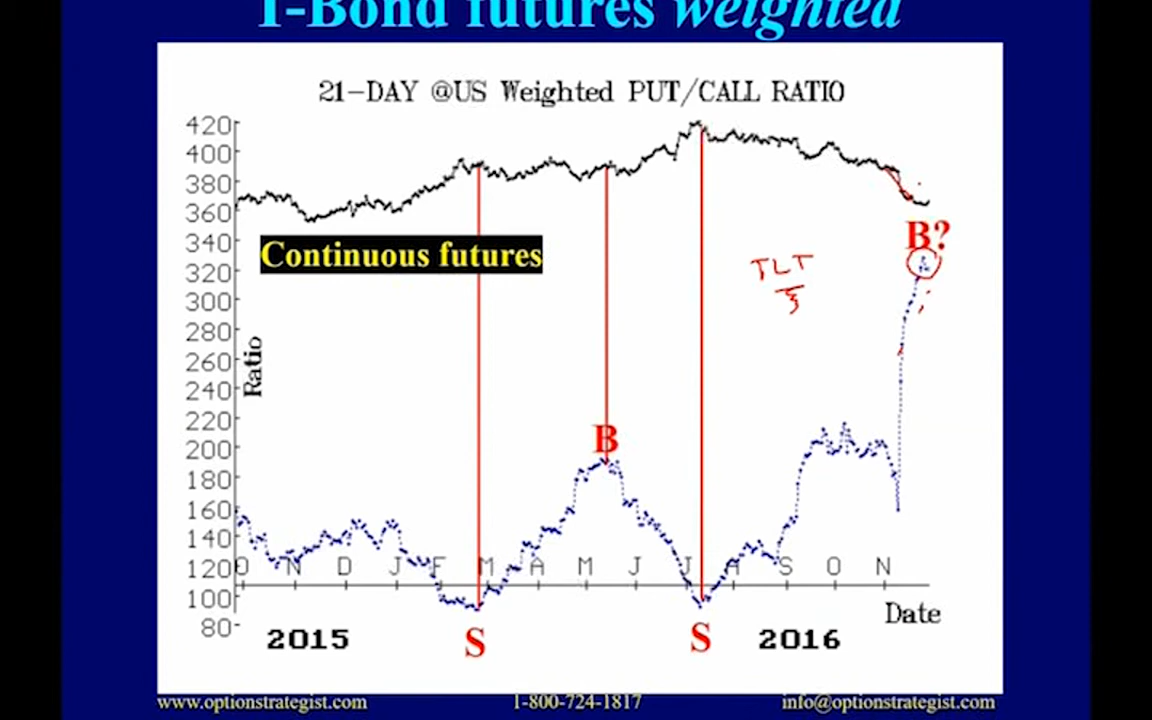 T-Bond futures weighted
21-DAY @US Weighted PUT/CALL RATIO
420
400
380
360
340
320
300
280
260
240
220
200
180
160
140
120
100
80
Ratio
Continuous futures
B?
TLT
B
O N D J F M A M J J A S O N
Date
2015
2016
S
S
www.optionstrategist.com
1-800-724-1817
info@optionstrategist.com